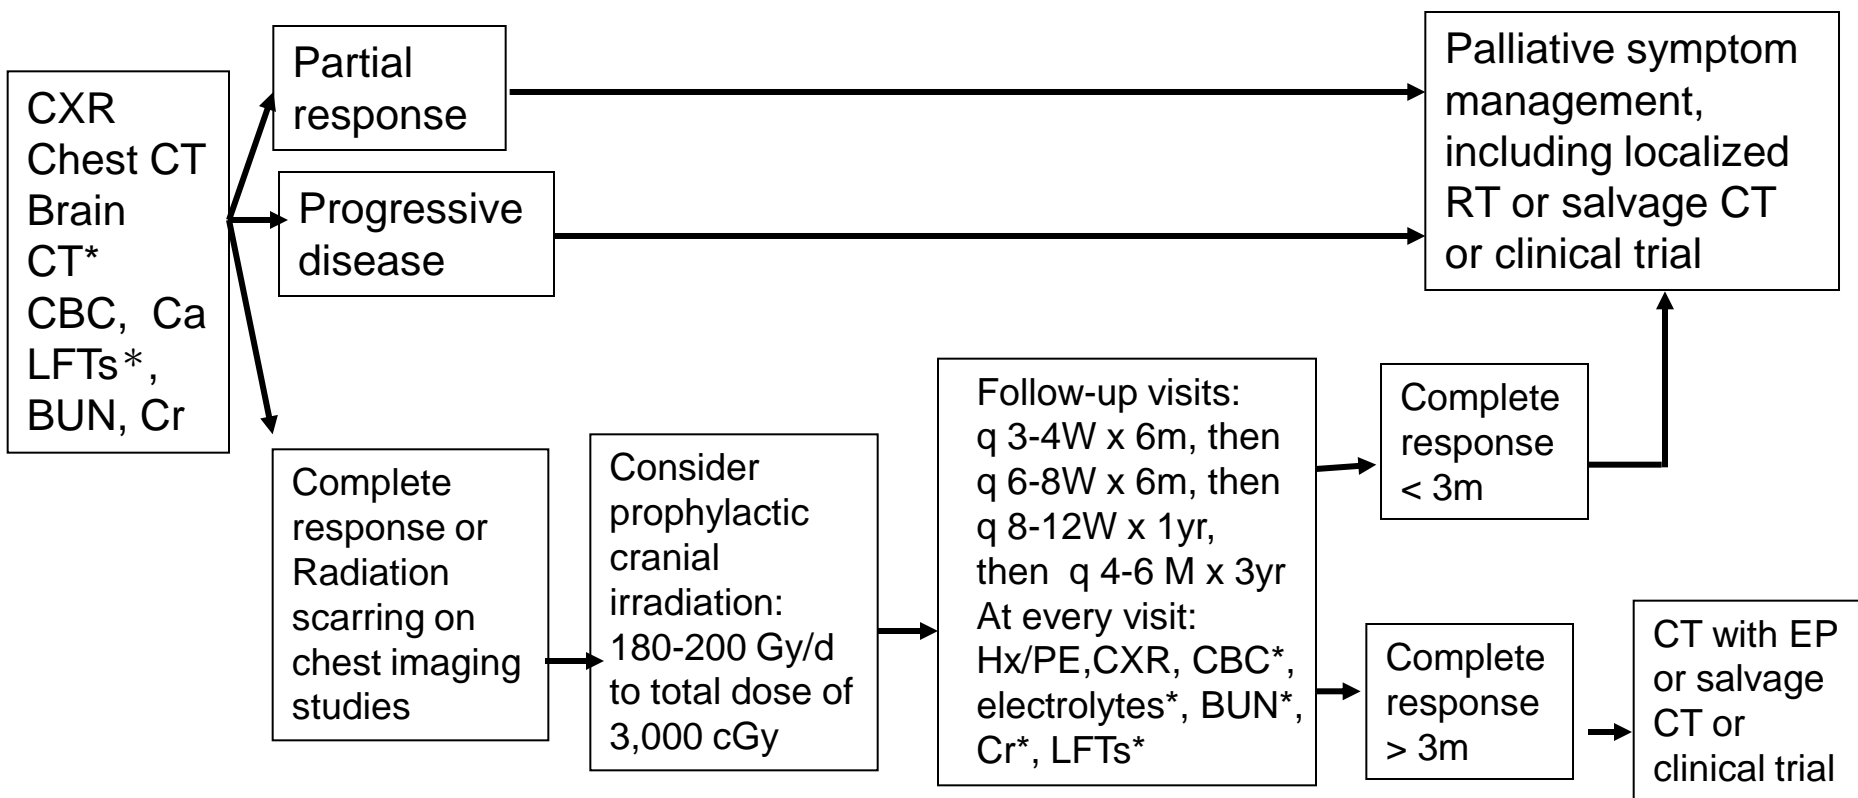 CXR
Chest CT
Brain
CT*
CBC,  Ca
LFTs*,
BUN, Cr
Partial
response
Progressive
disease
Palliative symptom
management,
including localized
RT or salvage CT
or clinical trial
Complete
response or
Radiation
scarring on
chest imaging
studies
Consider
prophylactic
cranial
irradiation:
180-200 Gy/d
to total dose of
3,000 cGy
Follow-up visits:
q 3-4W x 6m, then
q 6-8W x 6m, then
q 8-12W x 1yr,
then  q 4-6 M x 3yr
At every visit:
Hx/PE,CXR, CBC*,
electrolytes*, BUN*,
Cr*, LFTs*
Complete
response
< 3m
Complete
response
> 3m
CT with EP
or salvage
CT or
clinical trial